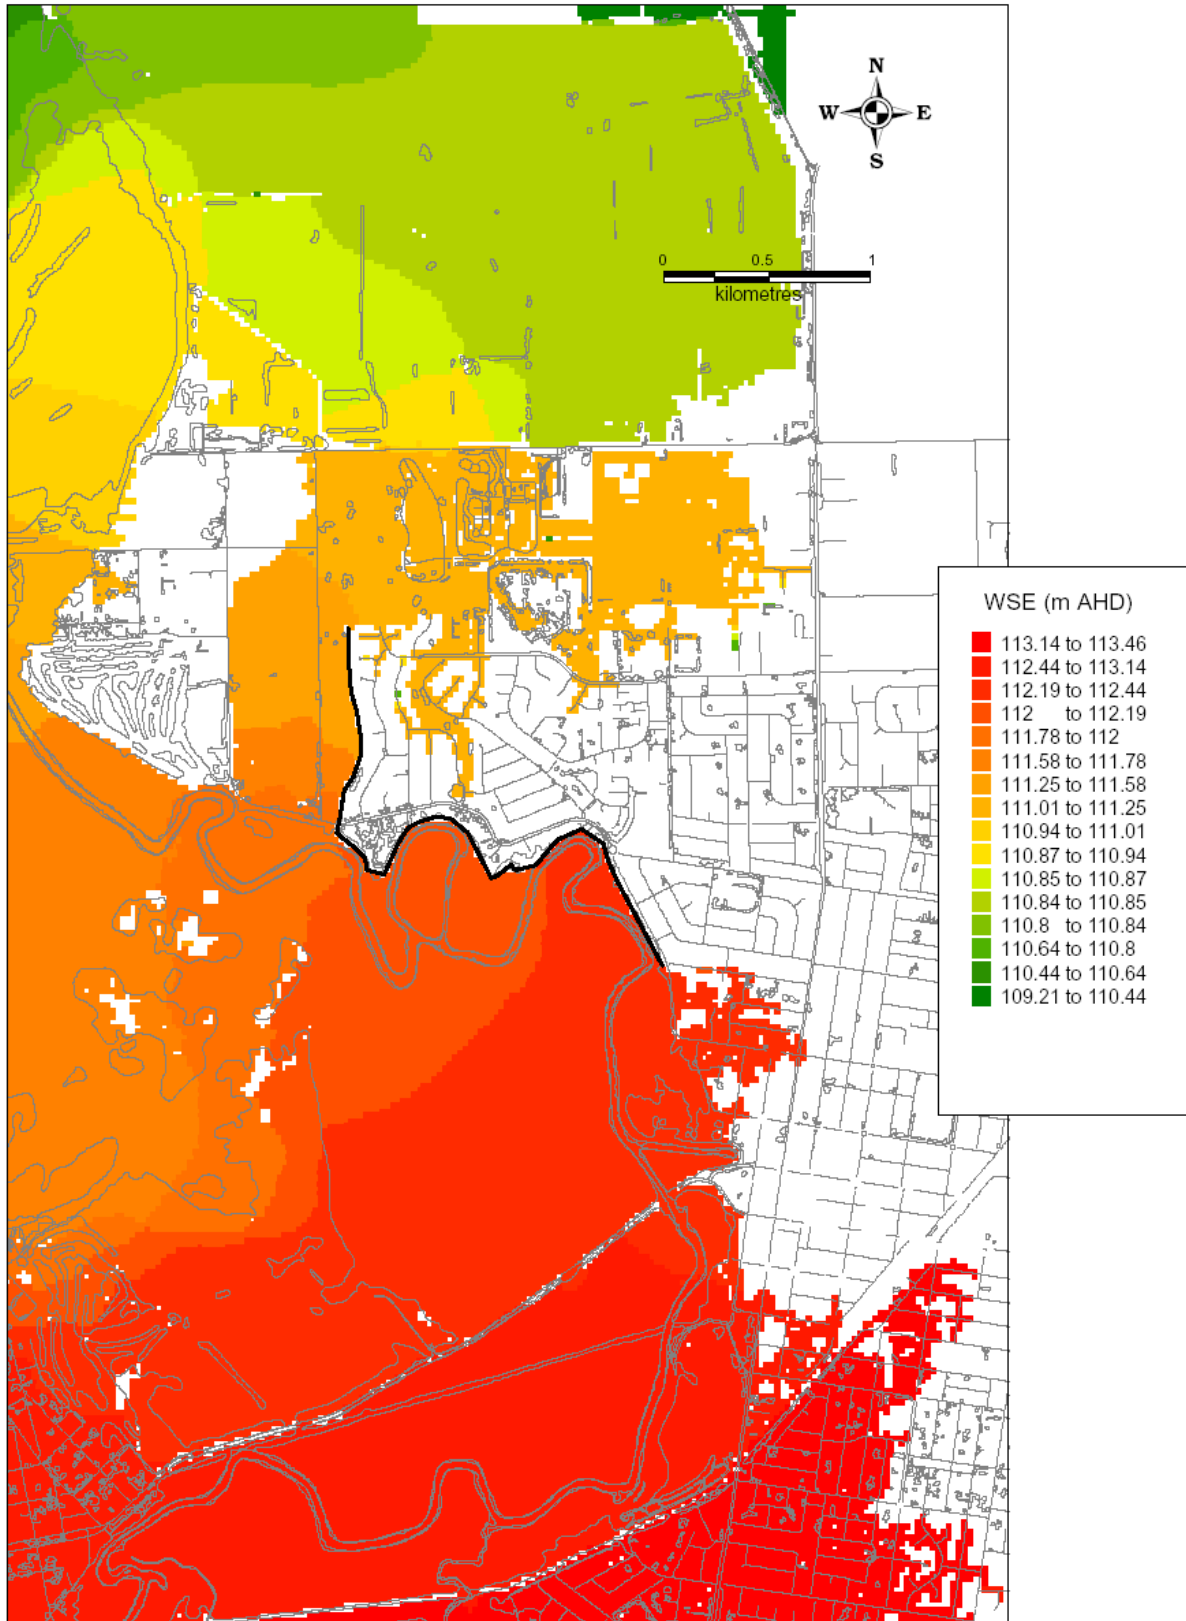 N
W E
S
0 0.5 1
kilometres
WSE (m AHD)
113.14 to 113.46
112.44 to 113.14
112.19 to 112.44
112 to 112.19
111.78 to 112
111.58 to 111.78
111.25 to 111.58
111.01 to 111.25
110.94 to 111.01
110.87 to 110.94
110.85 to 110.87
110.84 to 110.85
110.8 to 110.84
110.64 to 110.8
110.44 to 110.64
109.21 to 110.44